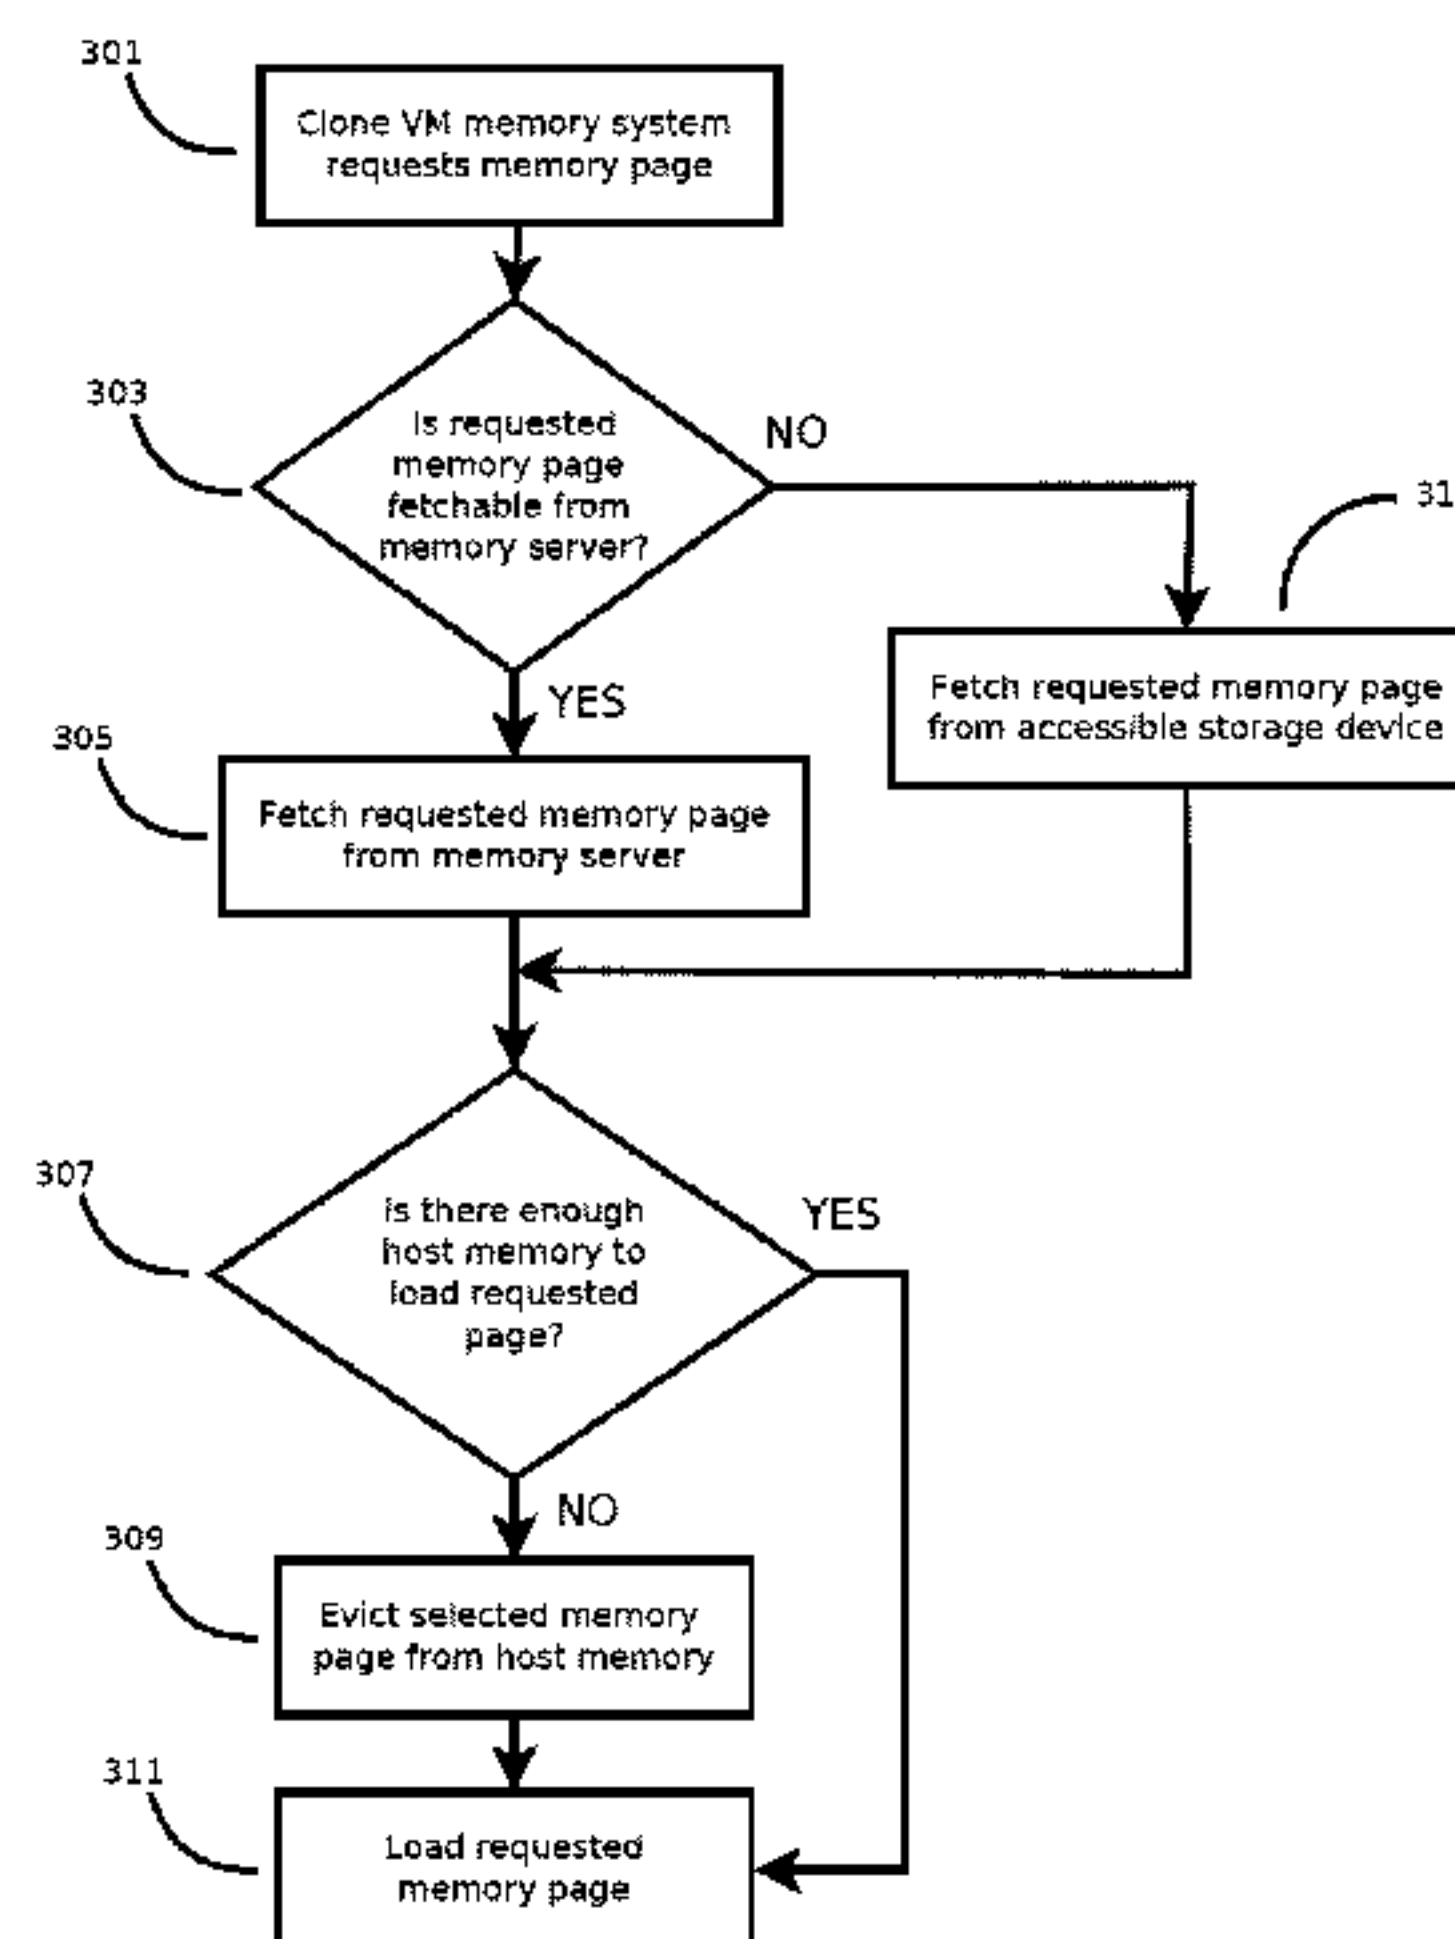 301
Clone VM memory system
requests memory page
303
Is requested
memory page
fetchable from
memory server?
NO
31
Fetch requested memory page
from accessible storage device
YES
305
Fetch requested memory page
from memory server
307
Is there enough
host memory to
load requested
page?
YES
NO
309
Evict selected memory
page from host memory
311
Load requested
memory page